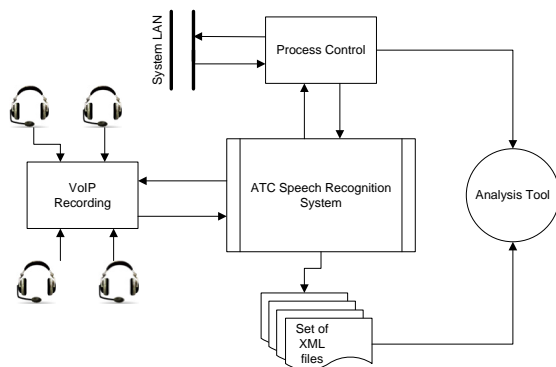 System LAN
Process Control
VoIP
Recording
ATC Speech Recognition
System
Analysis Tool
Set of
XML
files